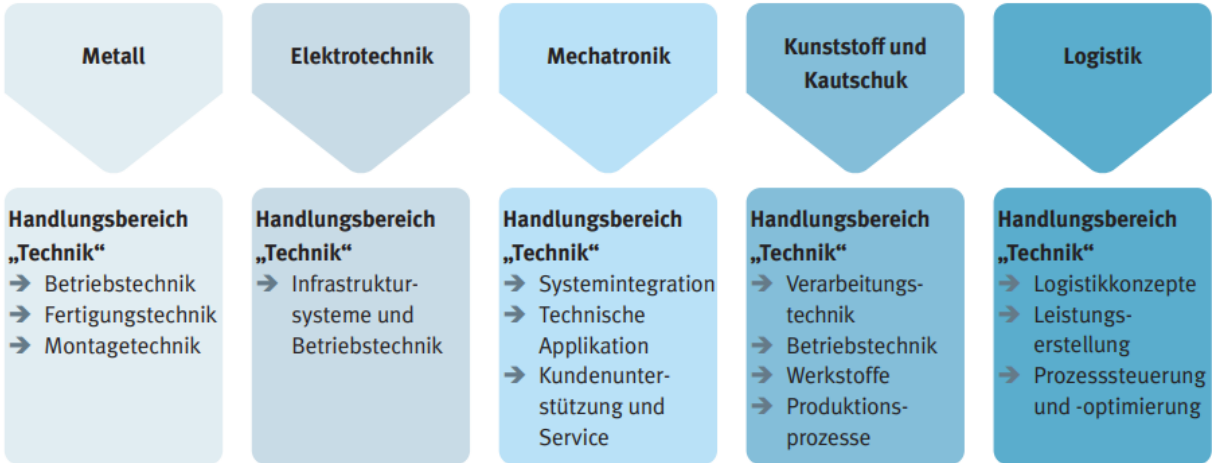 Metall
Elektrotechnik
Mechatronik
Kunststoff und
Kautschuk
Logistik
Handlungsbereich
„Technik“
→ Betriebstechnik
→ Fertigungstechnik
→ Montagetechnik
Handlungsbereich
„Technik“
→ Infrastruktur-
systeme und
Betriebstechnik
Handlungsbereich
„Technik“
→ Systemintegration
→ Technische
Applikation
→ Kundenunter-
stützung und
Service
Handlungsbereich
„Technik“
→ Verarbeitungs-
technik
→ Betriebstechnik
→ Werkstoffe
→ Produktions-
prozesse
Handlungsbereich
„Technik“
→ Logistikkonzepte
→ Leistungs-
erstellung
→ Prozesssteuerung
und -optimierung